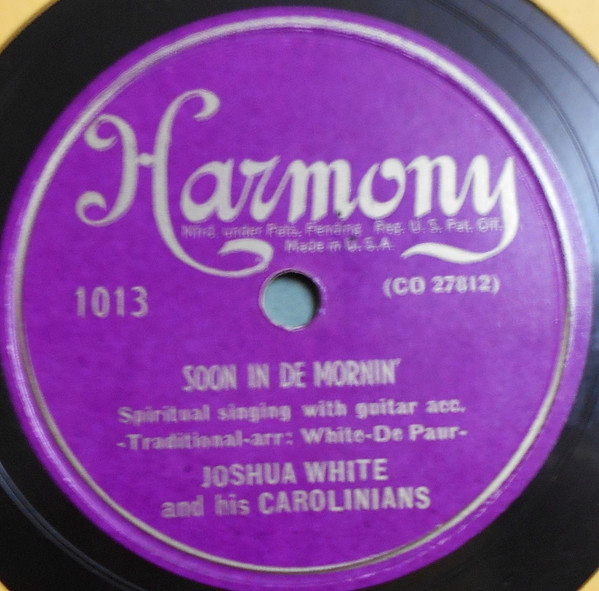 Harmony
Mfrd. under Pats. Pending Reg. U.S. Pat. Off.
Made in U.S.A
1013
(CO 27812)
SOON IN DE MORNIN'
Spiritual singing with guitar acc.
-Traditional-arr: White-De Paur-
JOSHUA WHITE
and his CAROLINIANS